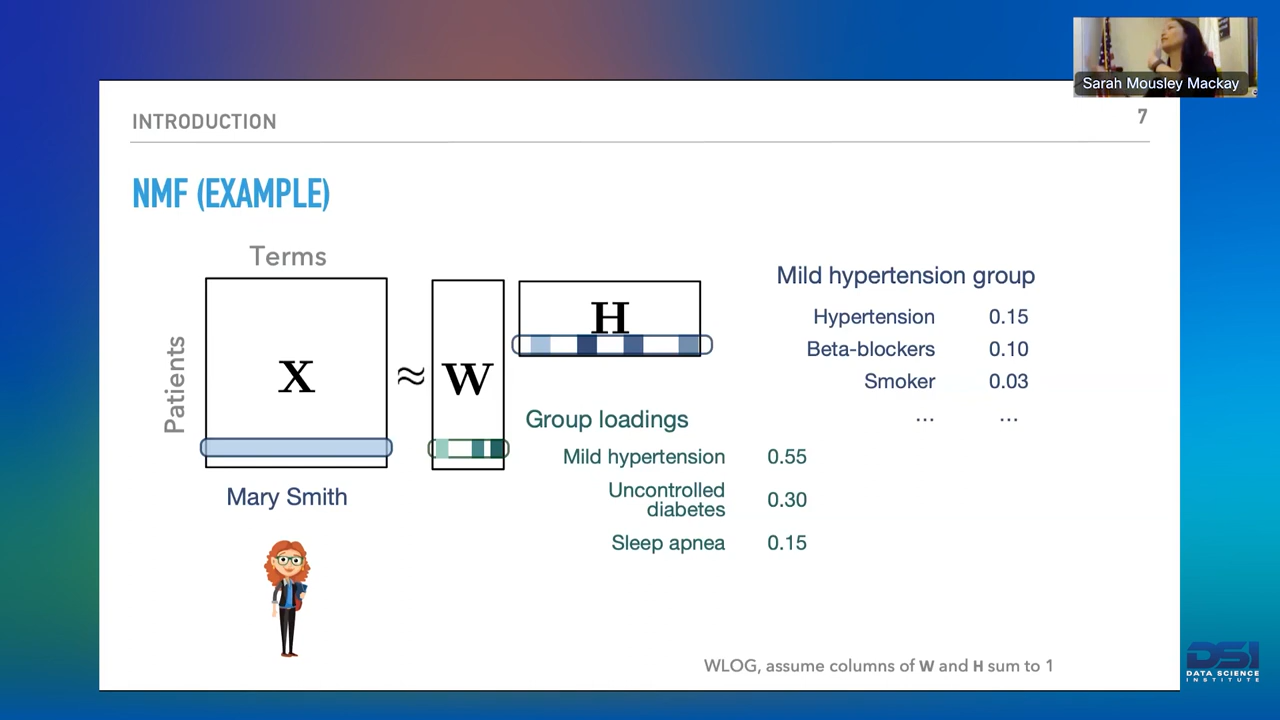 Sarah Mousley Mackay
INTRODUCTION
7
NMF (EXAMPLE)
Terms
Patients
X
≈
W
H
Mary Smith
Group loadings
Mild hypertension 0.55
Uncontrolled
diabetes 0.30
Sleep apnea 0.15
Mild hypertension group
Hypertension 0.15
Beta-blockers 0.10
Smoker 0.03
... ...
WLOG, assume columns of W and H sum to 1
DSI
DATA SCIENCE
INSTITUTE